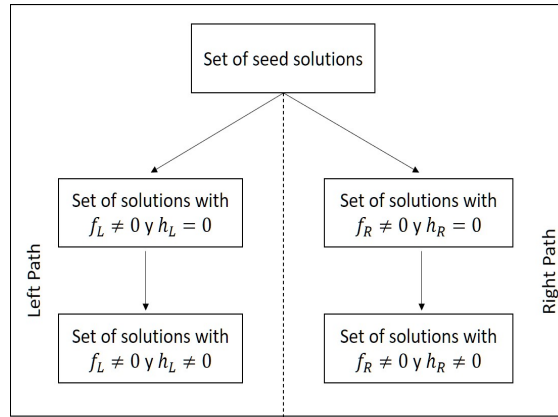 Set of seed solutions
Set of solutions with
f_L ≠ 0 y h_L = 0
Set of solutions with
f_R ≠ 0 y h_R = 0
Left Path
Right Path
Set of solutions with
f_L ≠ 0 y h_L ≠ 0
Set of solutions with
f_R ≠ 0 y h_R ≠ 0